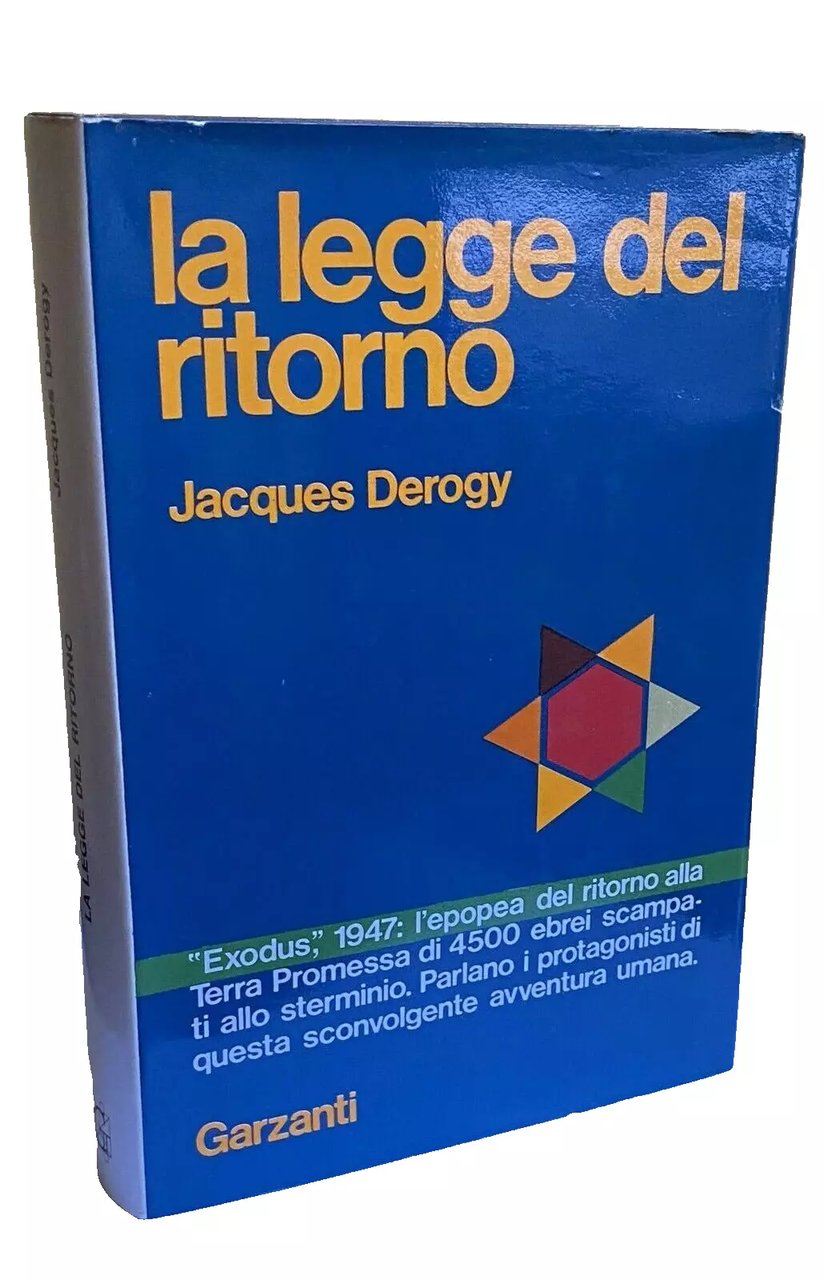 la legge del
ritorno
Jacques Derogy
"Exodus," 1947: l'epopea del ritorno alla
Terra Promessa di 4500 ebrei scampa-
ti allo sterminio. Parlano i protagonisti di
questa sconvolgente avventura umana.
Garzanti
Jacques Derogy
LA LEGGE DEL RITORNO